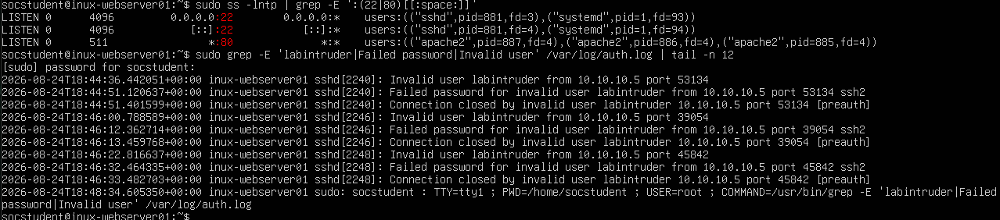 socstudent@inux-webserver01:~$ sudo ss -lntp | grep -E ':(22|80)[[:space:]]'
LISTEN 0      4096         0.0.0.0:22        0.0.0.0:*    users:(("sshd",pid=881,fd=3),("systemd",pid=1,fd=93))
LISTEN 0      4096            [::]:22           [::]:*    users:(("sshd",pid=881,fd=4),("systemd",pid=1,fd=94))
LISTEN 0      511                *:80              *:*    users:(("apache2",pid=887,fd=4),("apache2",pid=886,fd=4),("apache2",pid=885,fd=4))
socstudent@inux-webserver01:~$ sudo grep -E 'labintruder|Failed password|Invalid user' /var/log/auth.log | tail -n 12
[sudo] password for socstudent:
2026-08-24T18:44:36.442051+00:00 inux-webserver01 sshd[2240]: Invalid user labintruder from 10.10.10.5 port 53134
2026-08-24T18:44:51.120637+00:00 inux-webserver01 sshd[2240]: Failed password for invalid user labintruder from 10.10.10.5 port 53134 ssh2
2026-08-24T18:44:51.401599+00:00 inux-webserver01 sshd[2240]: Connection closed by invalid user labintruder 10.10.10.5 port 53134 [preauth]
2026-08-24T18:46:00.788589+00:00 inux-webserver01 sshd[2246]: Invalid user labintruder from 10.10.10.5 port 39054
2026-08-24T18:46:12.362714+00:00 inux-webserver01 sshd[2246]: Failed password for invalid user labintruder from 10.10.10.5 port 39054 ssh2
2026-08-24T18:46:13.459768+00:00 inux-webserver01 sshd[2246]: Connection closed by invalid user labintruder 10.10.10.5 port 39054 [preauth]
2026-08-24T18:46:22.816637+00:00 inux-webserver01 sshd[2248]: Invalid user labintruder from 10.10.10.5 port 45842
2026-08-24T18:46:32.464335+00:00 inux-webserver01 sshd[2248]: Failed password for invalid user labintruder from 10.10.10.5 port 45842 ssh2
2026-08-24T18:46:33.482703+00:00 inux-webserver01 sshd[2248]: Connection closed by invalid user labintruder 10.10.10.5 port 45842 [preauth]
2026-08-24T18:48:34.605350+00:00 inux-webserver01 sudo: socstudent : TTY=tty1 ; PWD=/home/socstudent ; USER=root ; COMMAND=/usr/bin/grep -E 'labintruder|Failed
password|Invalid user' /var/log/auth.log
socstudent@inux-webserver01:~$